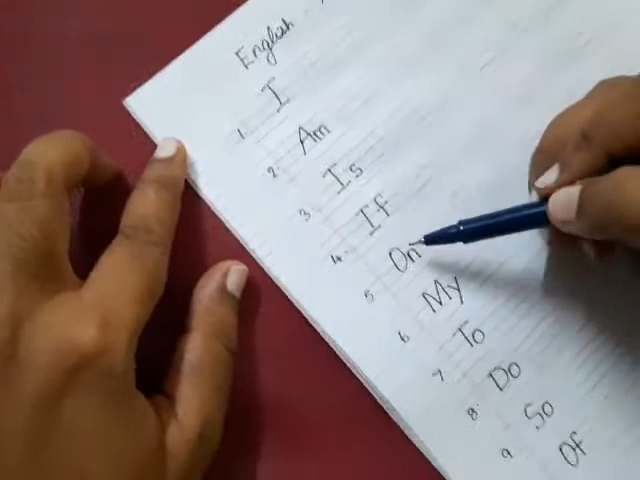 English
I
1. Am
2. Is
3. If
4. On
5 My
6 To
7 Do
8. So
9 Of